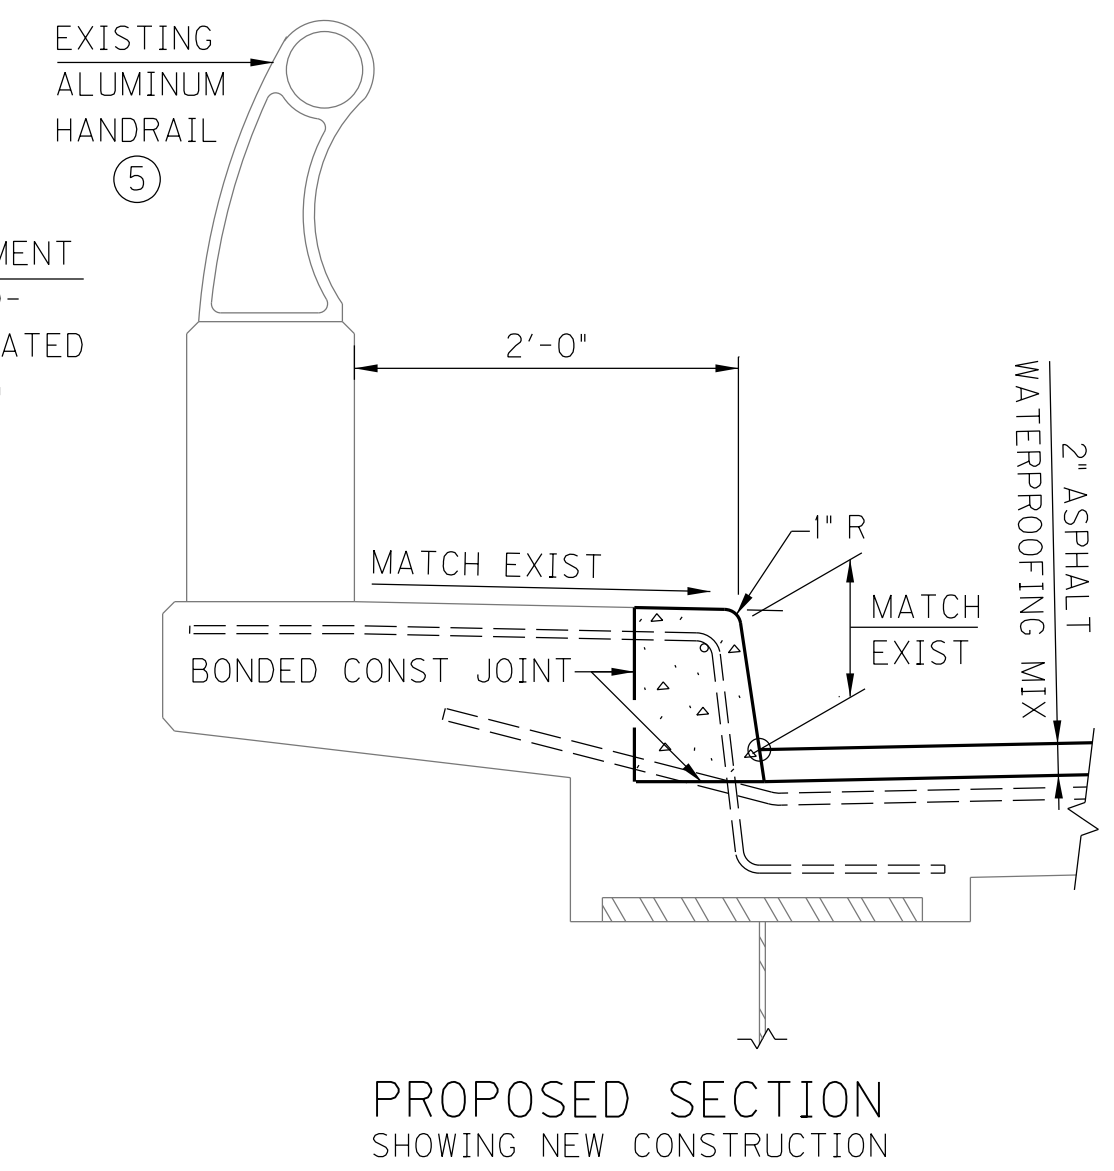 EXISTING
ALUMINUM
HANDRAIL
5
MENT
-
ATED
2'-0"
1" R
MATCH EXIST
MATCH
EXIST
BONDED CONST JOINT
2" ASPHALT
WATERPROOFING MIX
PROPOSED SECTION
SHOWING NEW CONSTRUCTION